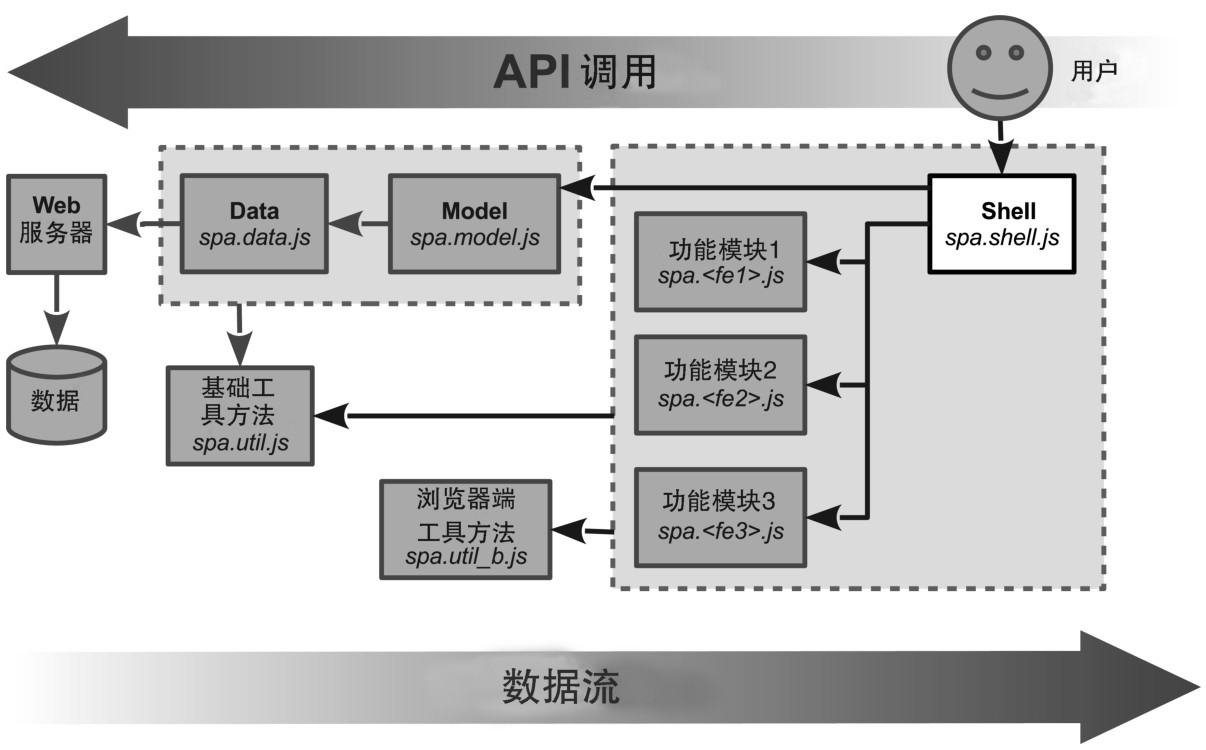 API 调用
用户
Web
服务器
Data
spa.data.js
Model
spa.model.js
Shell
spa.shell.js
功能模块1
spa.<fe1>.js
功能模块2
spa.<fe2>.js
数据
基础工
具方法
spa.util.js
浏览器端
工具方法
spa.util_b.js
功能模块3
spa.<fe3>.js
数据流